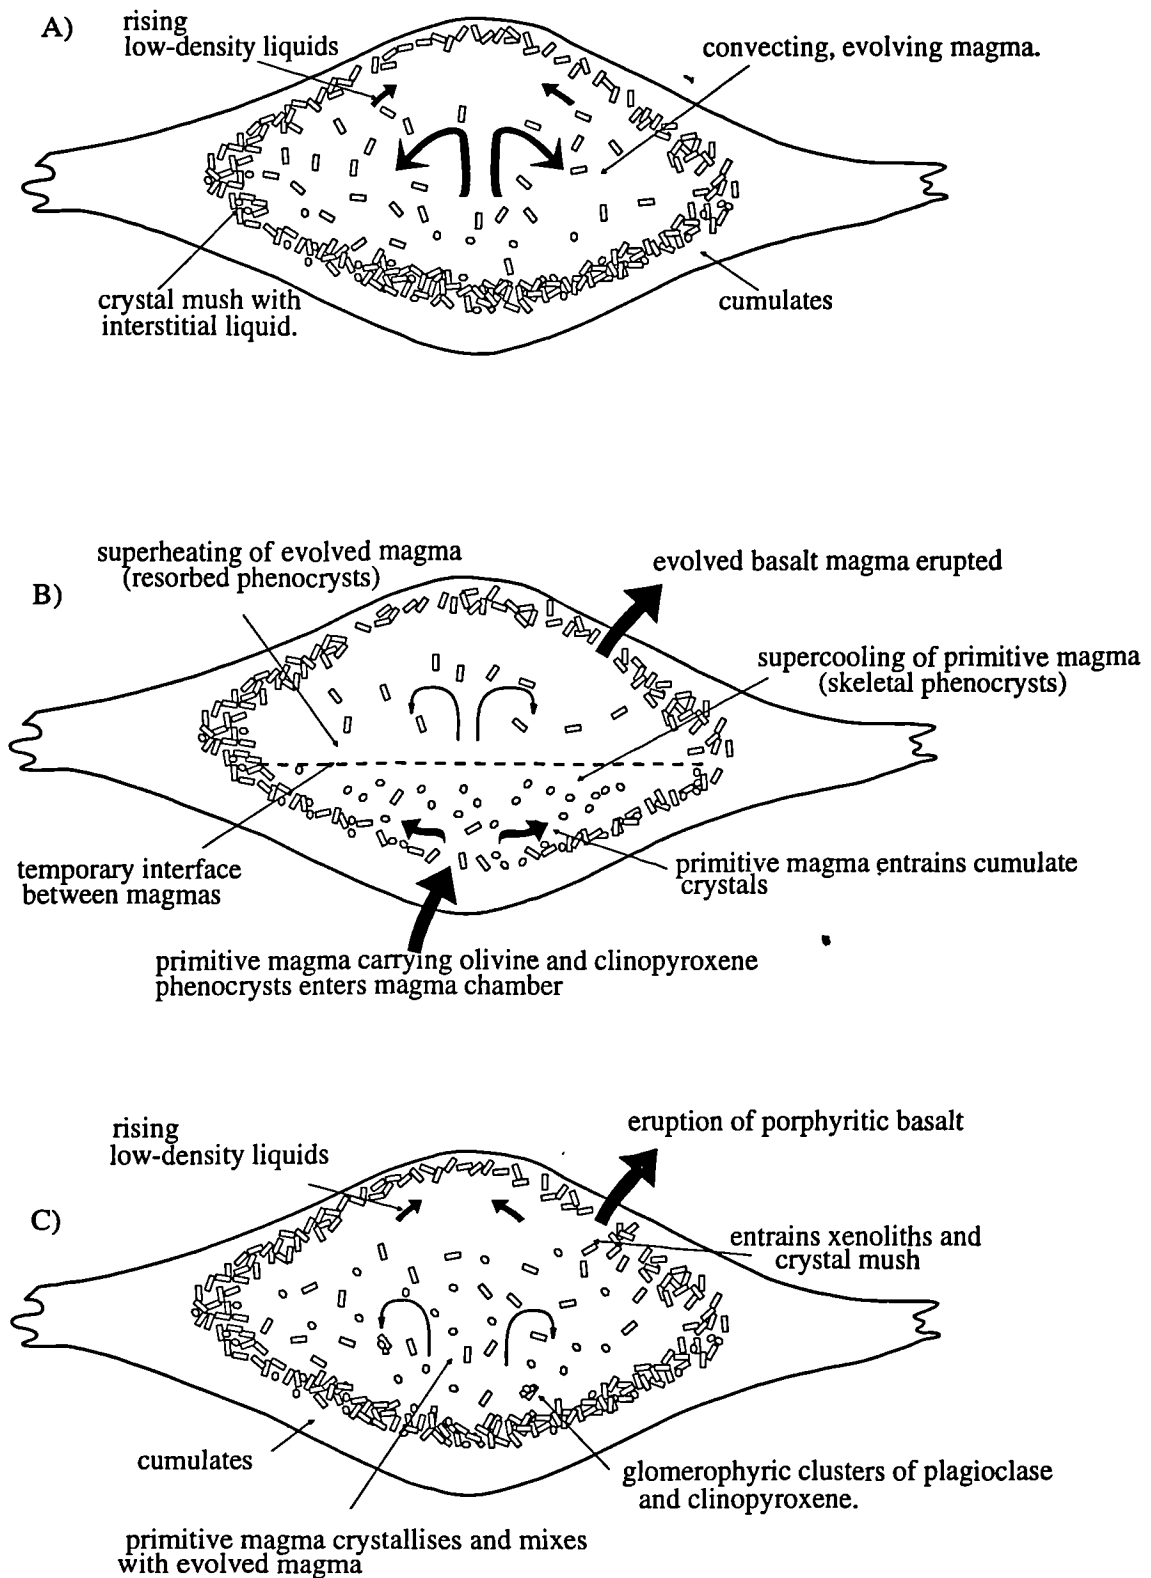 A)
rising
low-density liquids
convecting, evolving magma.
crystal mush with
interstitial liquid.
cumulates
superheating of evolved magma
(resorbed phenocrysts)
evolved basalt magma erupted
B)
supercooling of primitive magma
(skeletal phenocrysts)
temporary interface
between magmas
primitive magma entrains cumulate
crystals
primitive magma carrying olivine and clinopyroxene
phenocrysts enters magma chamber
eruption of porphyritic basalt
rising
low-density liquids
C)
entrains xenoliths and
crystal mush
cumulates
glomerophyric clusters of plagioclase
and clinopyroxene.
primitive magma crystallises and mixes
with evolved magma